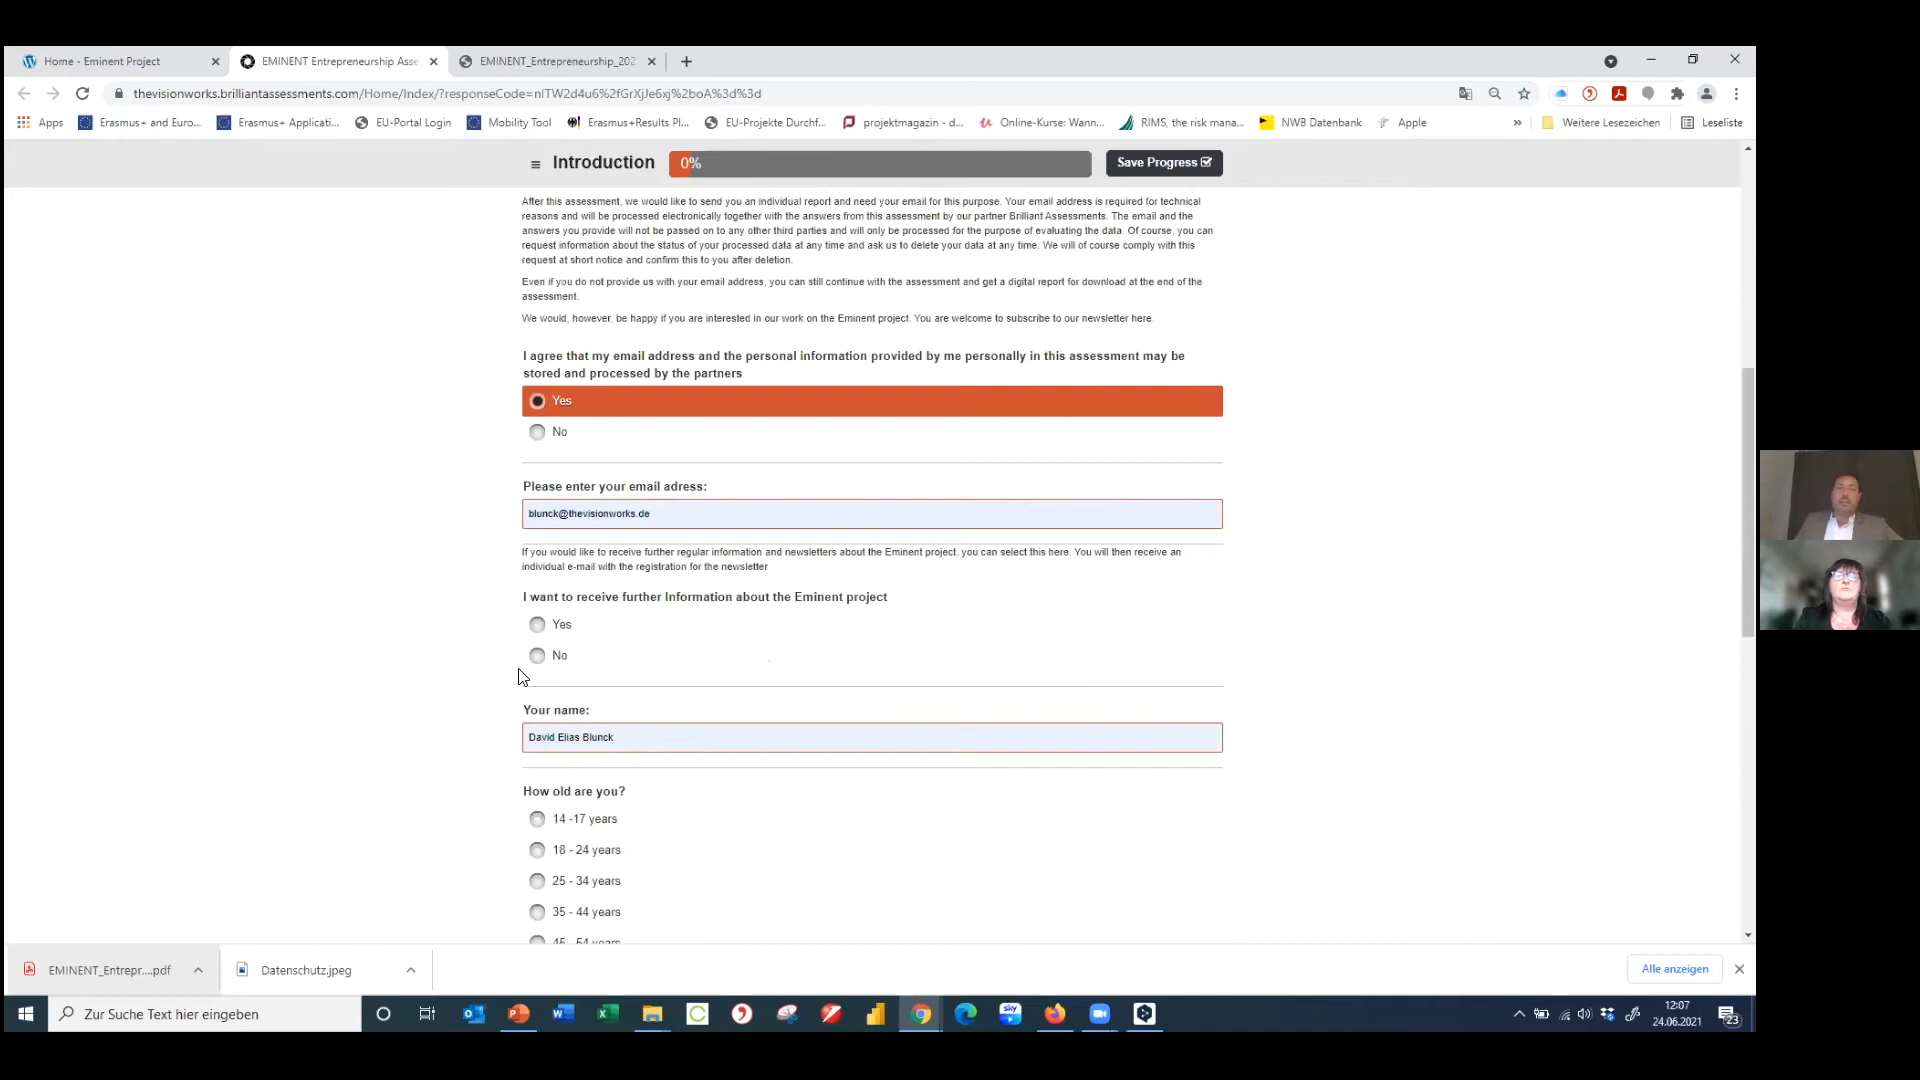 Home - Eminent Project
EMINENT Entrepreneurship Asse
EMINENT_Entrepreneurship_202
thevisionworks.brilliantassessments.com/Home/Index/?responseCode=nITW2d4u6%2fGrXjJe6xj%2boA%3d%3d
Apps
Erasmus+ and Euro...
Erasmus+ Applicati...
EU-Portal Login
Mobility Tool
Erasmus+Results Pl...
EU-Projekte Durchf...
projektmagazin - d...
Online-Kurse: Wann...
RIMS, the risk mana...
NWB Datenbank
Apple
»
Weitere Lesezeichen
Leseliste
Introduction
0%
Save Progress
After this assessment, we would like to send you an individual report and need your email for this purpose. Your email address is required for technical
reasons and will be processed electronically together with the answers from this assessment by our partner Brilliant Assessments. The email and the
answers you provide will not be passed on to any other third parties and will only be processed for the purpose of evaluating the data. Of course, you can
request information about the status of your processed data at any time and ask us to delete your data at any time. We will of course comply with this
request at short notice and confirm this to you after deletion.
Even if you do not provide us with your email address, you can still continue with the assessment and get a digital report for download at the end of the
assessment.
We would, however, be happy if you are interested in our work on the Eminent project. You are welcome to subscribe to our newsletter here.
I agree that my email address and the personal information provided by me personally in this assessment may be
stored and processed by the partners
Yes
No
Please enter your email adress:
blunck@thevisionworks.de
If you would like to receive further regular information and newsletters about the Eminent project, you can select this here. You will then receive an
individual e-mail with the registration for the newsletter
I want to receive further Information about the Eminent project
Yes
No
Your name:
David Elias Blunck
How old are you?
14 -17 years
18 - 24 years
25 - 34 years
35 - 44 years
45 - 54 years
EMINENT_Entrepr....pdf
Datenschutz.jpeg
Alle anzeigen
Zur Suche Text hier eingeben
sky
12:07
24.06.2021
23